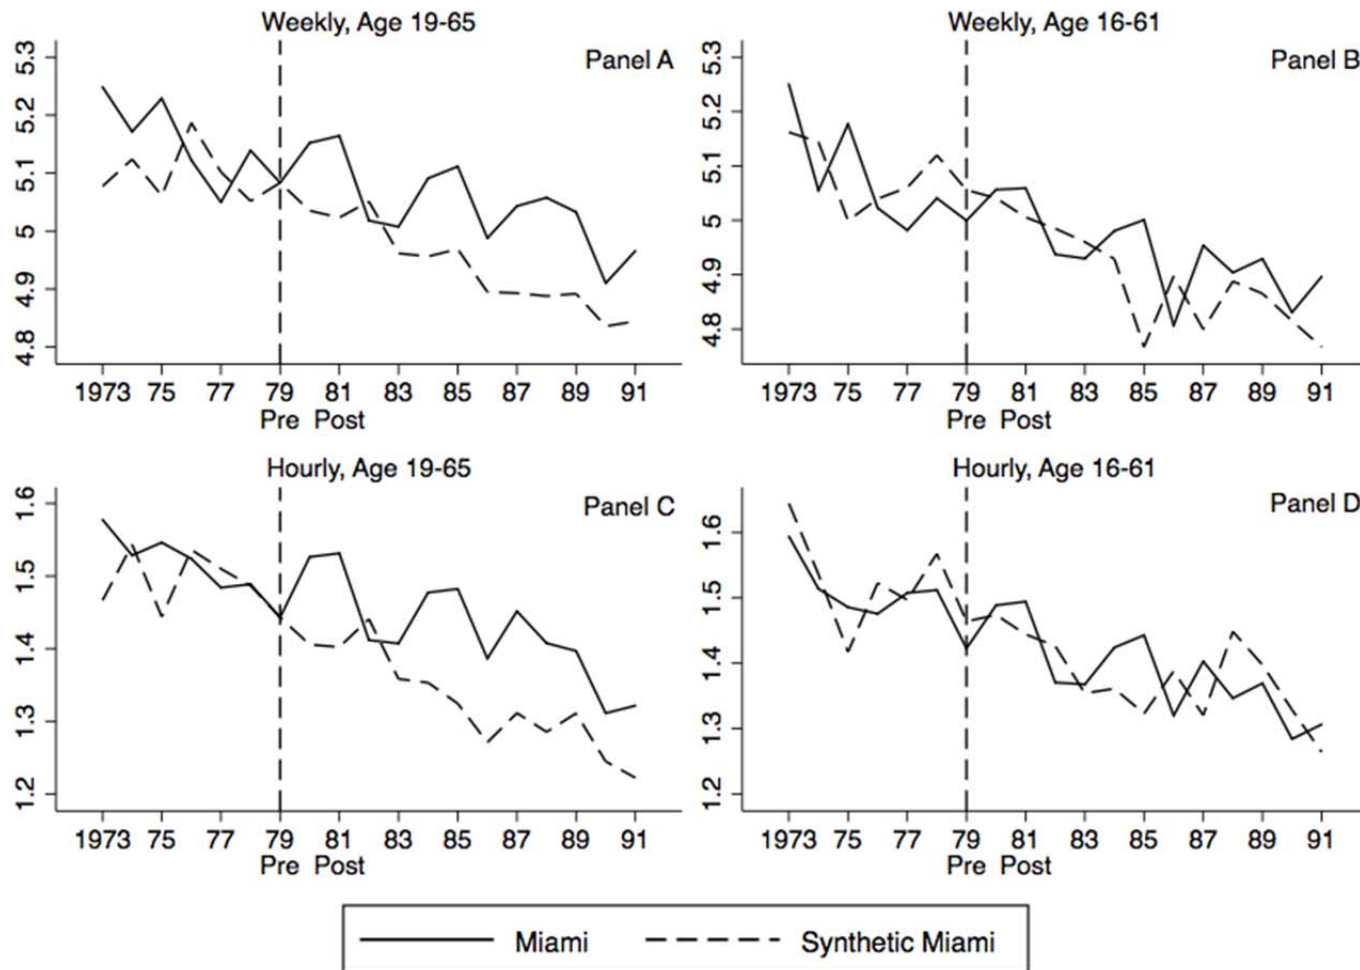 Weekly, Age 19-65
Panel A
5.3
5.2
5.1
5
4.9
4.8
1973 75 77 79 81 83 85 87 89 91
Pre Post
Weekly, Age 16-61
Panel B
5.3
5.2
5.1
5
4.9
4.8
1973 75 77 79 81 83 85 87 89 91
Pre Post
Hourly, Age 19-65
Panel C
1.6
1.5
1.4
1.3
1.2
1973 75 77 79 81 83 85 87 89 91
Pre Post
Hourly, Age 16-61
Panel D
1.6
1.5
1.4
1.3
1.2
1973 75 77 79 81 83 85 87 89 91
Pre Post
Miami
Synthetic Miami